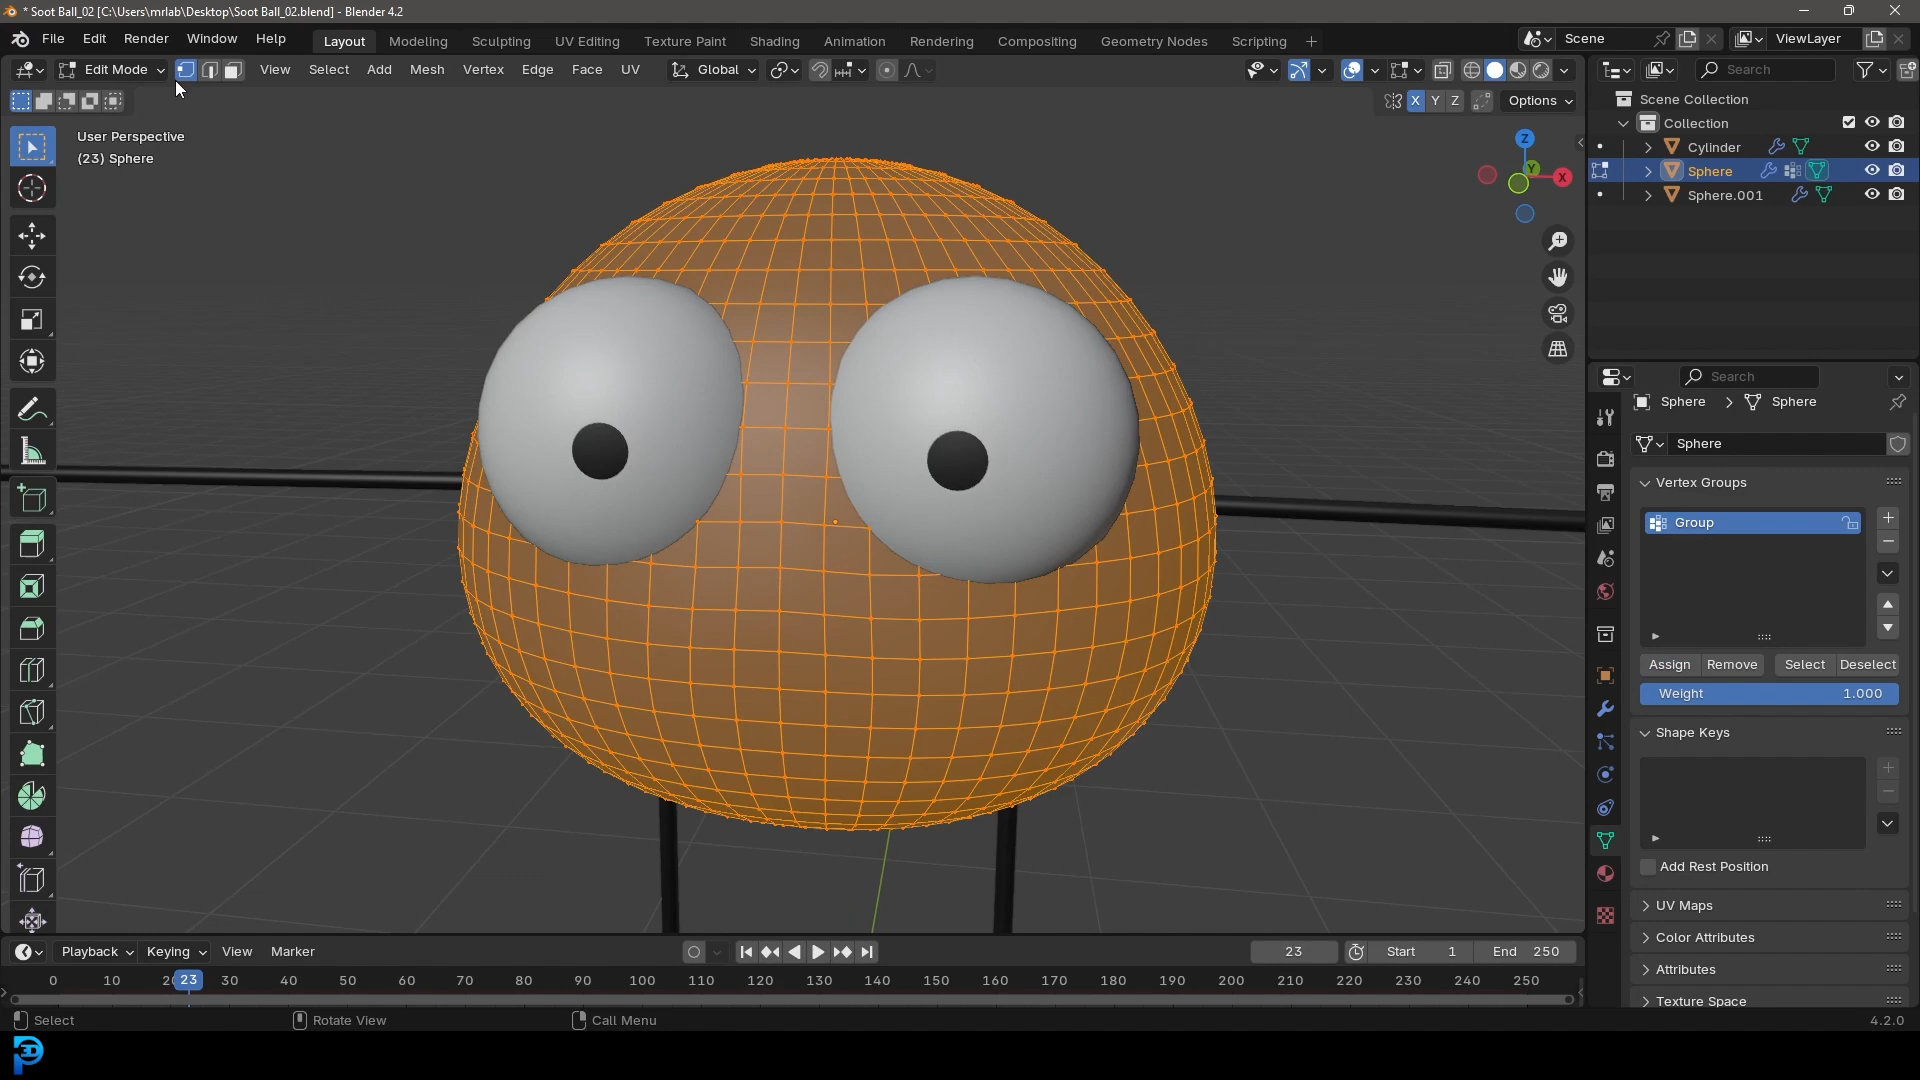 * Soot Ball_02 [C:\Users\mrlab\Desktop\Soot Ball_02.blend] - Blender 4.2
File Edit Render Window Help
Layout Modeling Sculpting UV Editing Texture Paint Shading Animation Rendering Compositing Geometry Nodes Scripting +
Scene
ViewLayer
Edit Mode View Select Add Mesh Vertex Edge Face UV Global
Search
X Y Z Options
User Perspective
(23) Sphere
Z
Y
X
Scene Collection
Collection
Cylinder
Sphere
Sphere.001
Search
Sphere > Sphere
Sphere
Vertex Groups
Group
Assign Remove Select Deselect
Weight 1.000
Shape Keys
Add Rest Position
UV Maps
Color Attributes
Attributes
Texture Space
Playback Keying View Marker 23 Start 1 End 250
0 10 20 23 30 40 50 60 70 80 90 100 110 120 130 140 150 160 170 180 190 200 210 220 230 240 250
Select Rotate View Call Menu 4.2.0